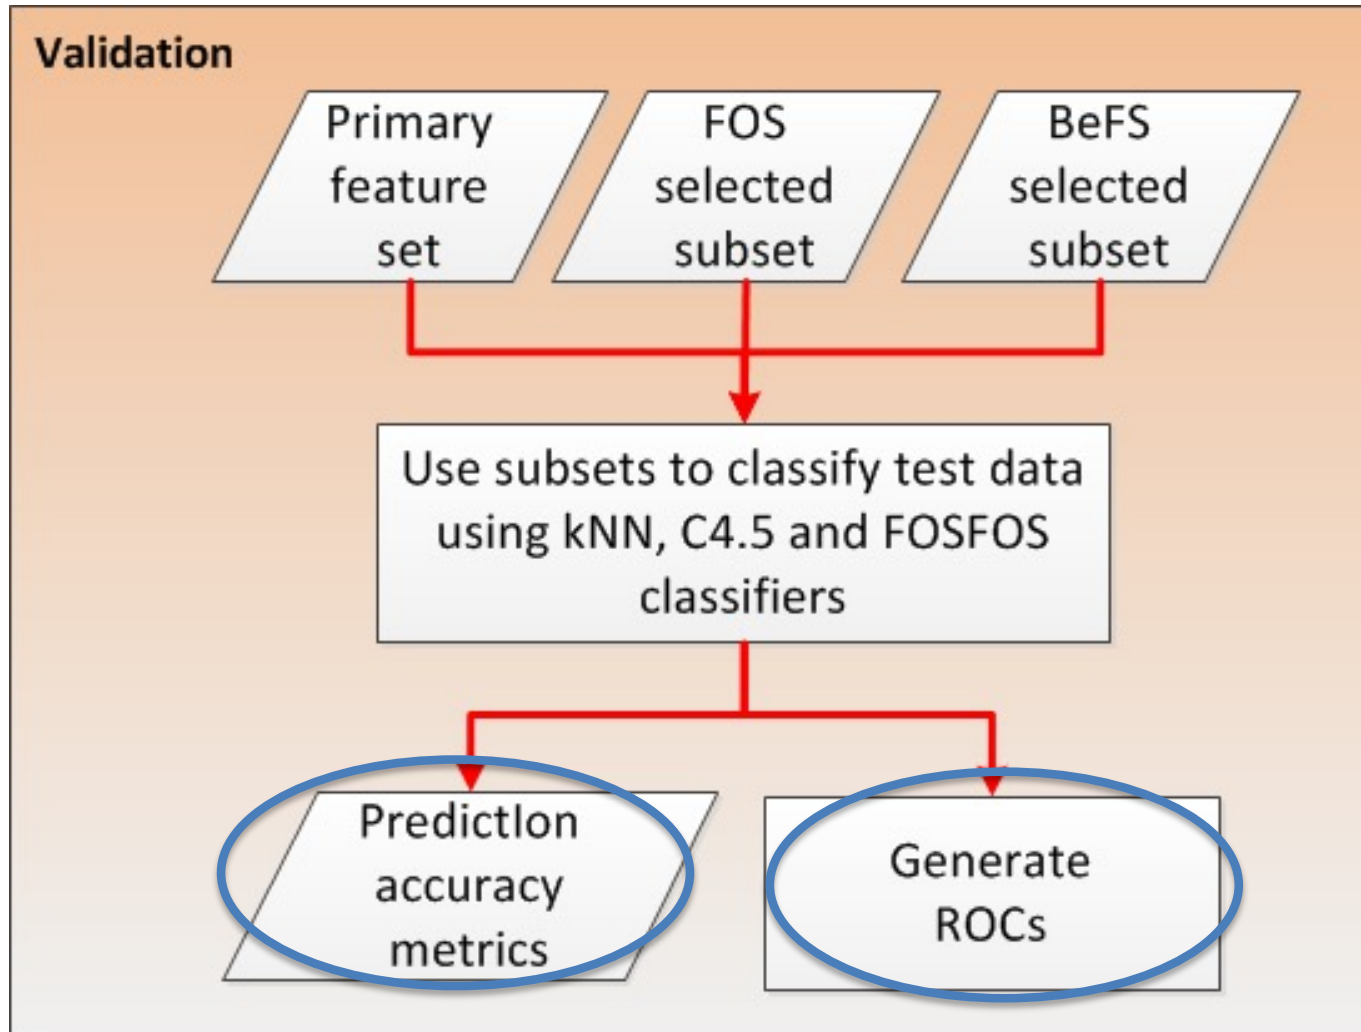 Validation
Primary
feature
set
FOS
selected
subset
BeFS
selected
subset
Use subsets to classify test data
using kNN, C4.5 and FOSFOS
classifiers
PredictIon
accuracy
metrics
Generate
ROCs